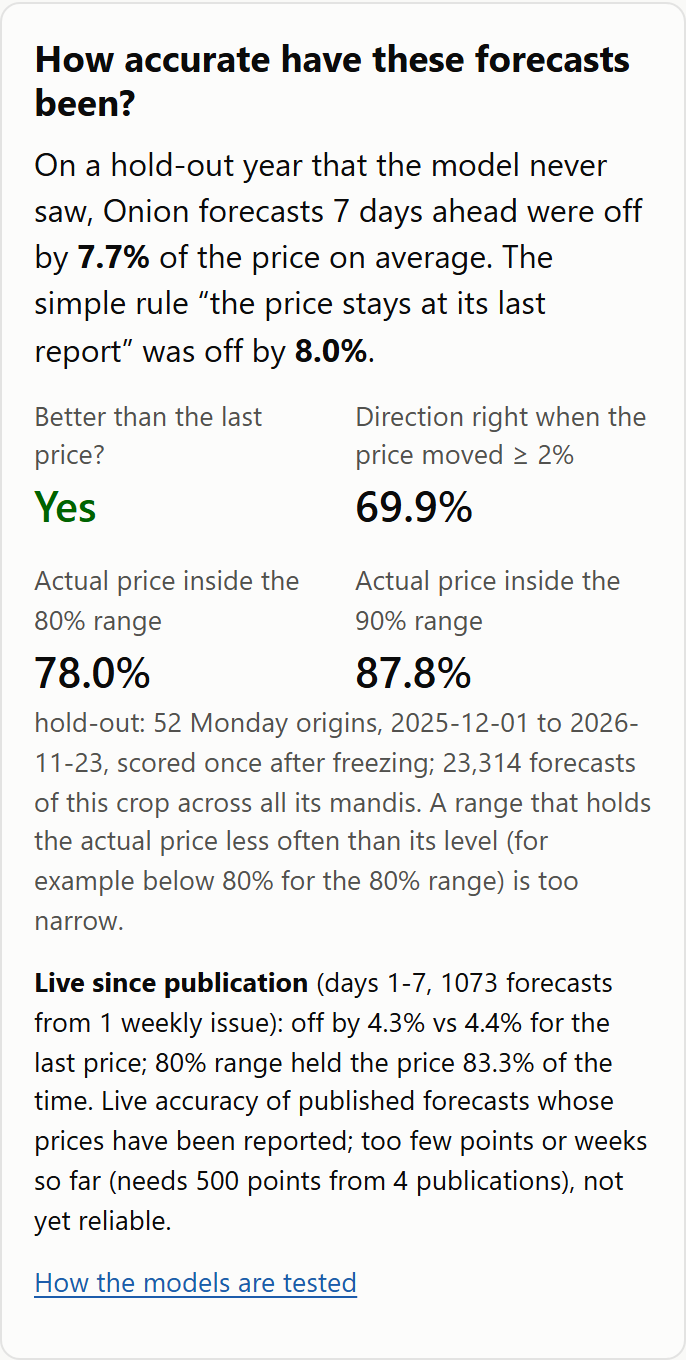 How accurate have these forecasts
been?
On a hold-out year that the model never
saw, Onion forecasts 7 days ahead were off
by 7.7% of the price on average. The
simple rule “the price stays at its last
report” was off by 8.0%.
Better than the last
price?
Yes
Direction right when the
price moved ≥ 2%
69.9%
Actual price inside the
80% range
78.0%
Actual price inside the
90% range
87.8%
hold-out: 52 Monday origins, 2025-12-01 to 2026-
11-23, scored once after freezing; 23,314 forecasts
of this crop across all its mandis. A range that holds
the actual price less often than its level (for
example below 80% for the 80% range) is too
narrow.
Live since publication (days 1-7, 1073 forecasts
from 1 weekly issue): off by 4.3% vs 4.4% for the
last price; 80% range held the price 83.3% of the
time. Live accuracy of published forecasts whose
prices have been reported; too few points or weeks
so far (needs 500 points from 4 publications), not
yet reliable.
How the models are tested